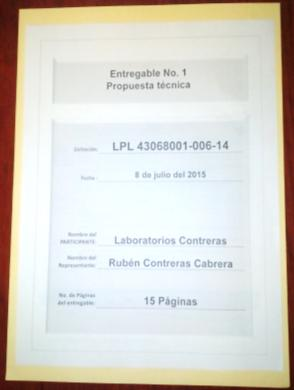 Entregable No. 1
Propuesta técnica
Licitación: LPL 43068001-006-14
Fecha: 8 de julio del 2015
Nombre del
PARTICIPANTE: Laboratorios Contreras
Nombre del
Representante: Rubén Contreras Cabrera
No. de Páginas
del entregable: 15 Páginas